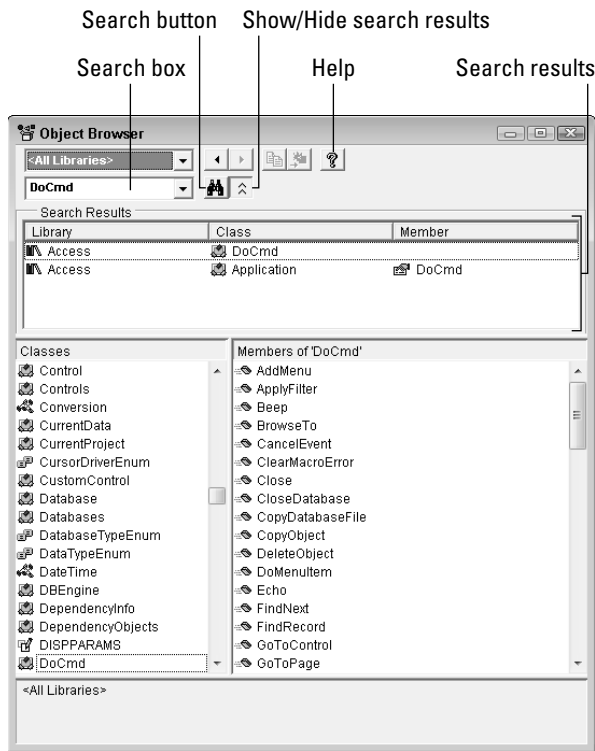 Search button Show/Hide search results
Search box Help Search results
Object Browser
<All Libraries>
DoCmd
Search Results
Library Class Member
Access DoCmd
Access Application DoCmd
Classes Members of 'DoCmd'
Control AddMenu
Controls ApplyFilter
Conversion Beep
CurrentData BrowseTo
CurrentProject CancelEvent
CursorDriverEnum ClearMacroError
CustomControl Close
Database CloseDatabase
Databases CopyDatabaseFile
DatabaseTypeEnum CopyObject
DataTypeEnum DeleteObject
DateTime DoMenuItem
DBEngine Echo
DependencyInfo FindNext
DependencyObjects FindRecord
DISPPARAMS GoToControl
DoCmd GoToPage
<All Libraries>